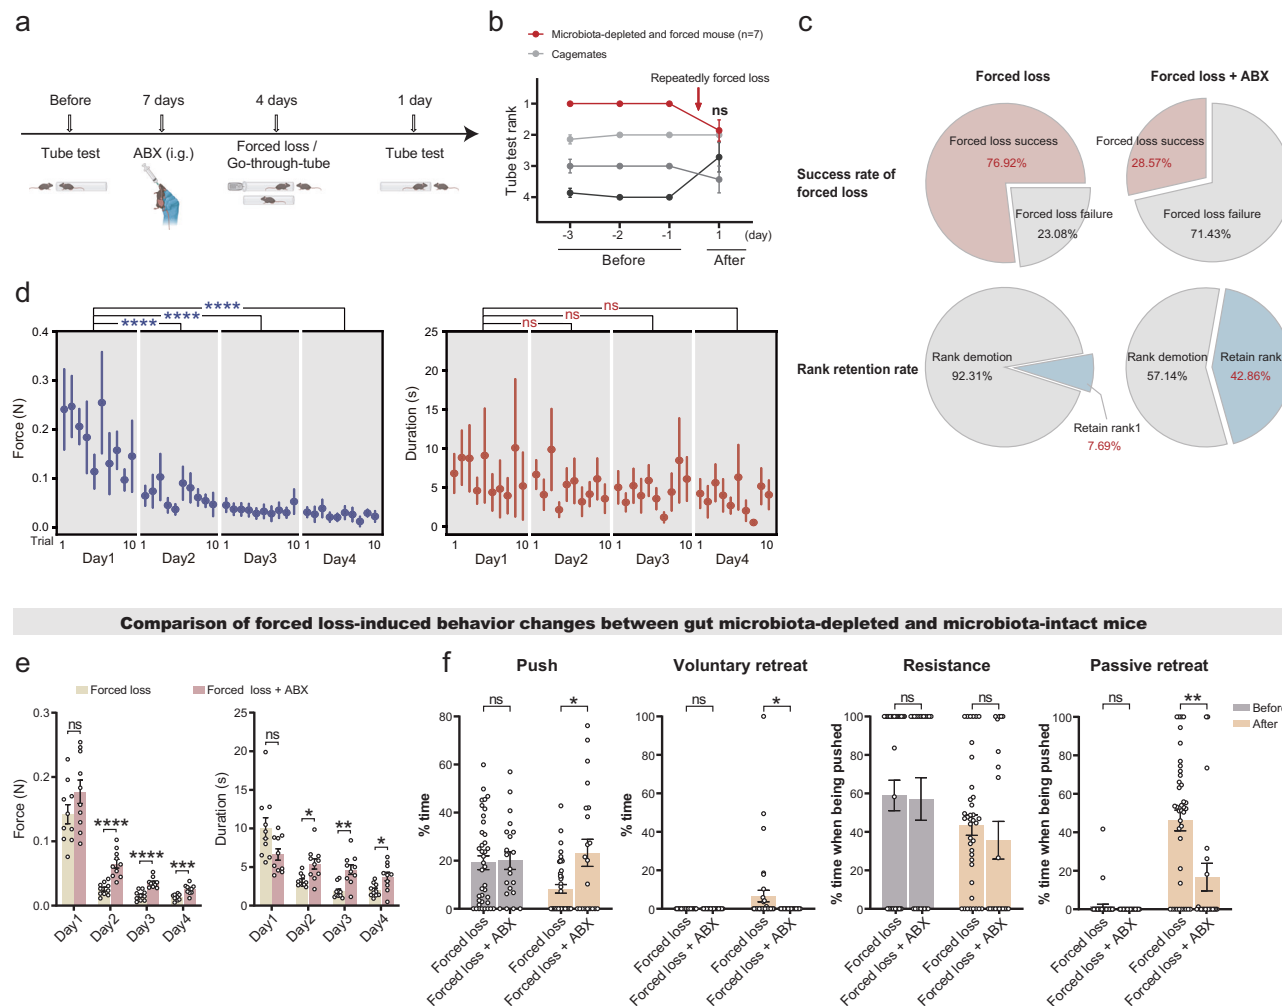 a
Before
7 days
4 days
1 day
Tube test
ABX (i.g.)
Forced loss /
Go-through-tube
Tube test
b
Microbiota-depleted and forced mouse (n=7)
Cagemates
Repeatedly forced loss
ns
Tube test rank
1
2
3
4
-3
-2
-1
1
(day)
Before
After
c
Forced loss
Forced loss + ABX
Success rate of
forced loss
Forced loss success
76.92%
Forced loss failure
23.08%
Forced loss success
28.57%
Forced loss failure
71.43%
Rank retention rate
Rank demotion
92.31%
Retain rank1
7.69%
Rank demotion
57.14%
Retain rank
42.86%
d
****
****
****
Force (N)
0.4
0.3
0.2
0.1
0.0
Trial
1
10
1
10
1
10
1
10
Day1
Day2
Day3
Day4
ns
ns
ns
Duration (s)
25
20
15
10
5
0
1
10
1
10
1
10
1
10
Day1
Day2
Day3
Day4
Comparison of forced loss-induced behavior changes between gut microbiota-depleted and microbiota-intact mice
e
Forced loss
Forced loss + ABX
Force (N)
0.3
0.2
0.1
0.0
ns
****
****
***
Day1
Day2
Day3
Day4
Duration (s)
25
20
15
10
5
0
ns
*
**
*
Day1
Day2
Day3
Day4
f
Push
% time
80
60
40
20
0
ns
*
Forced loss
Forced loss + ABX
Forced loss
Forced loss + ABX
Voluntary retreat
% time
100
80
60
40
20
0
ns
*
Forced loss
Forced loss + ABX
Forced loss
Forced loss + ABX
Resistance
% time when being pushed
100
80
60
40
20
0
ns
ns
Forced loss
Forced loss + ABX
Forced loss
Forced loss + ABX
Passive retreat
% time when being pushed
100
80
60
40
20
0
ns
**
Forced loss
Forced loss + ABX
Forced loss
Forced loss + ABX
Before
After